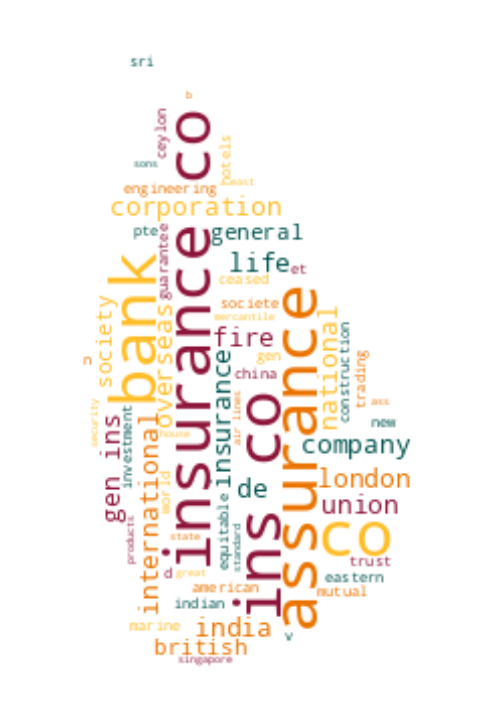 sri
b
co
ceylon
sons
hotels
east
engineering
corporation
pte
guarantee
general
life
et
ceased
bank
insurance co
overseas
societe
mercantile
society
assurance
national
fire
gen
construction
china
trading
n
insurance
air lines
ass
security
investment
gen ins
international
house
ins co
new
company
world
de
london
union
equitable
standard
co
products
state
trust
d
great
eastern
american
mutual
indian
marine
india
v
british
singapore